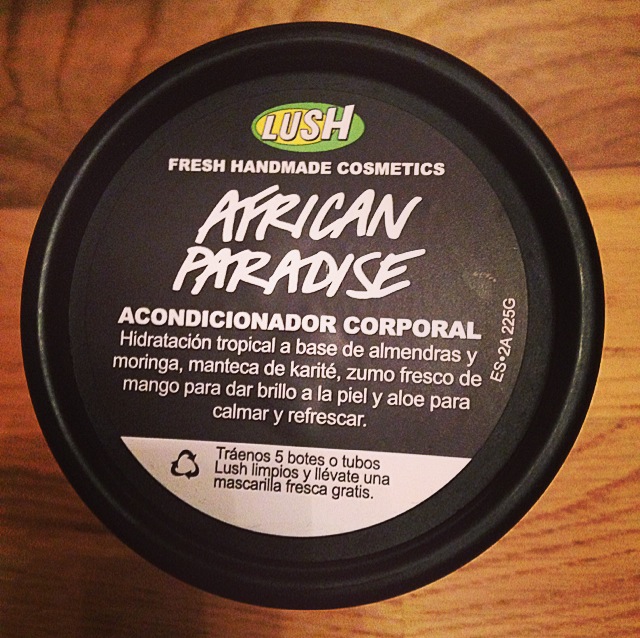 LUSH
FRESH HANDMADE COSMETICS
AFRICAN
PARADISE
ACONDICIONADOR CORPORAL
Hidratación tropical a base de almendras y
moringa, manteca de karité, zumo fresco de
mango para dar brillo a la piel y aloe para
calmar y refrescar.
ES•2A 225G
Tráenos 5 botes o tubos
Lush limpios y llévate una
mascarilla fresca gratis.